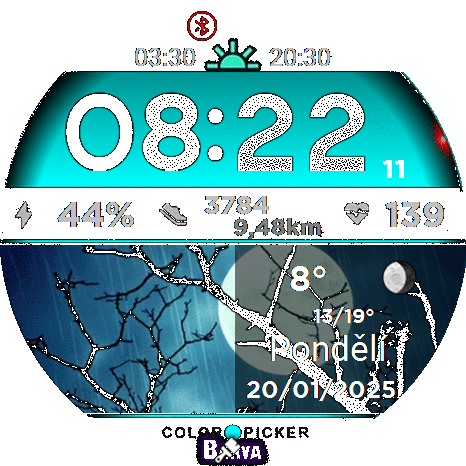 03:30 20:30
08:22 11
44% 3784 139
9,48km
8°
13/19°
Pondělí
20/01/2025
COLOR PICKER
BARVA